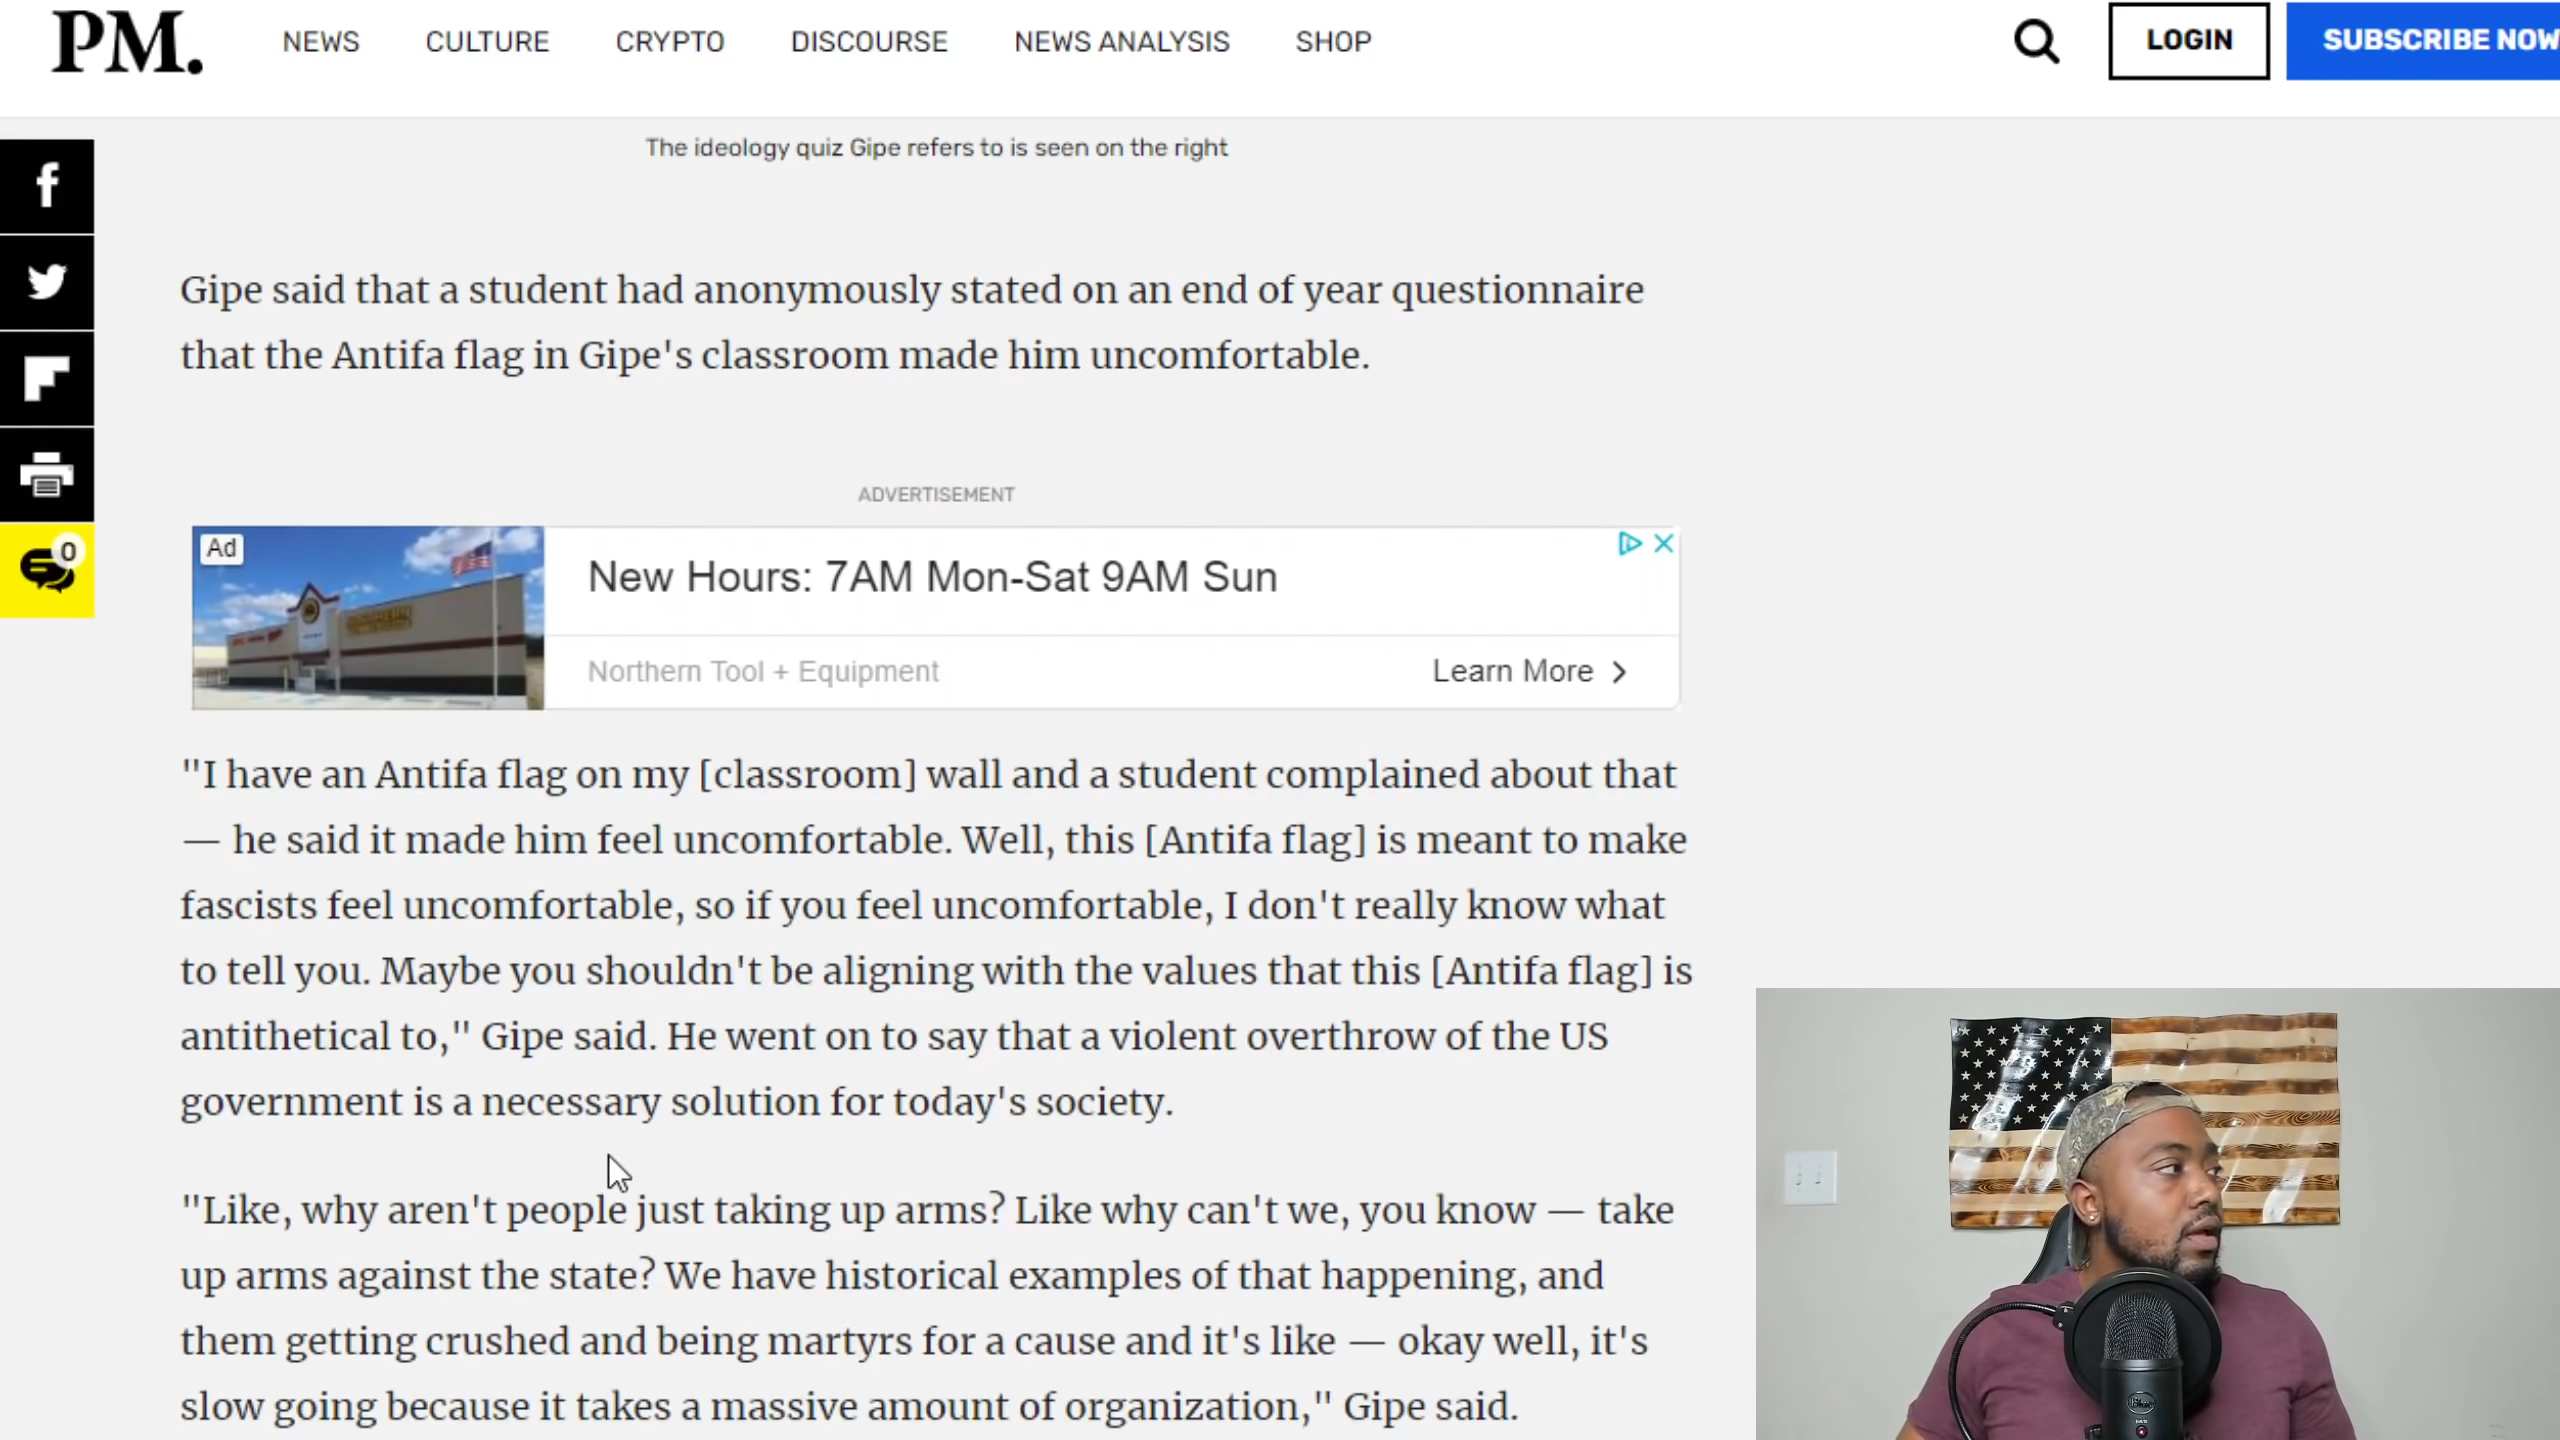 PM.
NEWS CULTURE CRYPTO DISCOURSE NEWS ANALYSIS SHOP
LOGIN
SUBSCRIBE NOW
The ideology quiz Gipe refers to is seen on the right
0
Gipe said that a student had anonymously stated on an end of year questionnaire
that the Antifa flag in Gipe's classroom made him uncomfortable.
ADVERTISEMENT
Ad
New Hours: 7AM Mon-Sat 9AM Sun
Northern Tool + Equipment
Learn More
"I have an Antifa flag on my [classroom] wall and a student complained about that
— he said it made him feel uncomfortable. Well, this [Antifa flag] is meant to make
fascists feel uncomfortable, so if you feel uncomfortable, I don't really know what
to tell you. Maybe you shouldn't be aligning with the values that this [Antifa flag] is
antithetical to," Gipe said. He went on to say that a violent overthrow of the US
government is a necessary solution for today's society.
"Like, why aren't people just taking up arms? Like why can't we, you know — take
up arms against the state? We have historical examples of that happening, and
them getting crushed and being martyrs for a cause and it's like — okay well, it's
slow going because it takes a massive amount of organization," Gipe said.